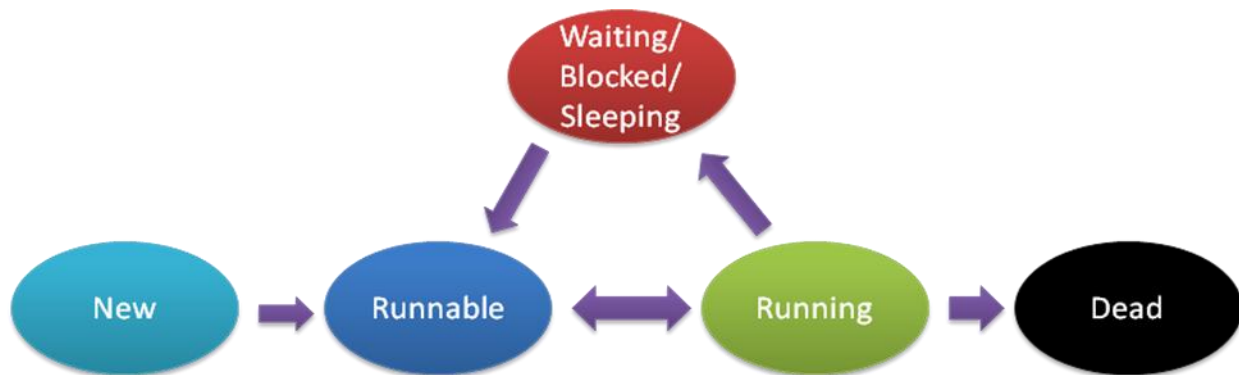 Waiting/
Blocked/
Sleeping
New
Runnable
Running
Dead